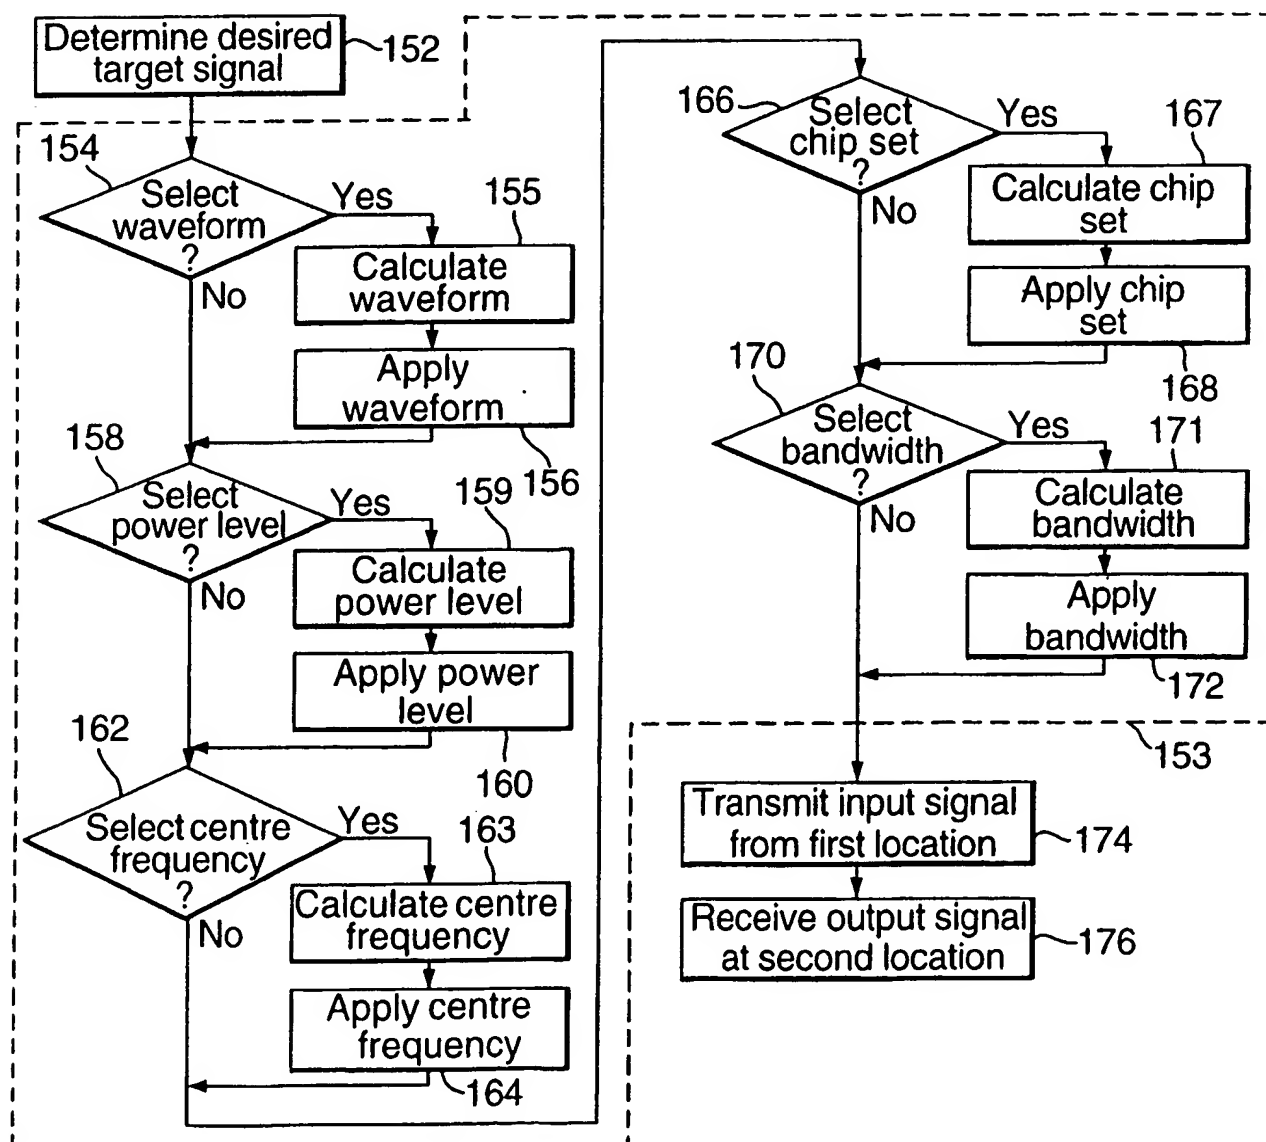 Determine desired
target signal
152
154
Select
waveform
?
Yes
No
155
Calculate
waveform
Apply
waveform
156
158
Select
power level
?
Yes
No
159
Calculate
power level
Apply power
level
160
162
Select centre
frequency
?
Yes
No
163
Calculate centre
frequency
Apply centre
frequency
164
166
Select
chip set
?
Yes
No
167
Calculate chip
set
Apply chip
set
168
170
Select
bandwidth
?
Yes
No
171
Calculate
bandwidth
Apply
bandwidth
172
153
Transmit input signal
from first location
174
Receive output signal
at second location
176